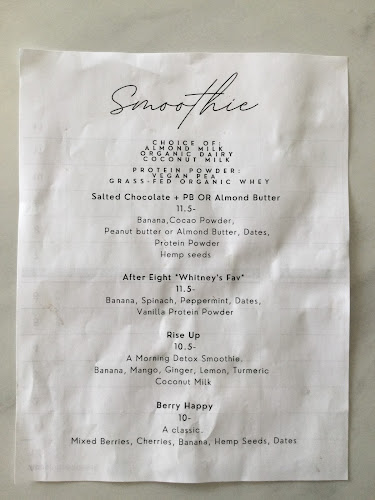 Smoothie
CHOICE OF:
ALMOND MILK
ORGANIC DAIRY
COCONUT MILK
PROTEIN POWDER:
VEGAN PEA
GRASS-FED ORGANIC WHEY
Salted Chocolate + PB OR Almond Butter
11.5-
Banana,Cocao Powder,
Peanut butter or Almond Butter, Dates,
Protein Powder
Hemp seeds
After Eight *Whitney's Fav*
11.5-
Banana, Spinach, Peppermint, Dates,
Vanilla Protein Powder
Rise Up
10.5-
A Morning Detox Smoothie.
Banana, Mango, Ginger, Lemon, Turmeric
Coconut Milk
Berry Happy
10-
A classic.
Mixed Berries, Cherries, Banana, Hemp Seeds, Dates